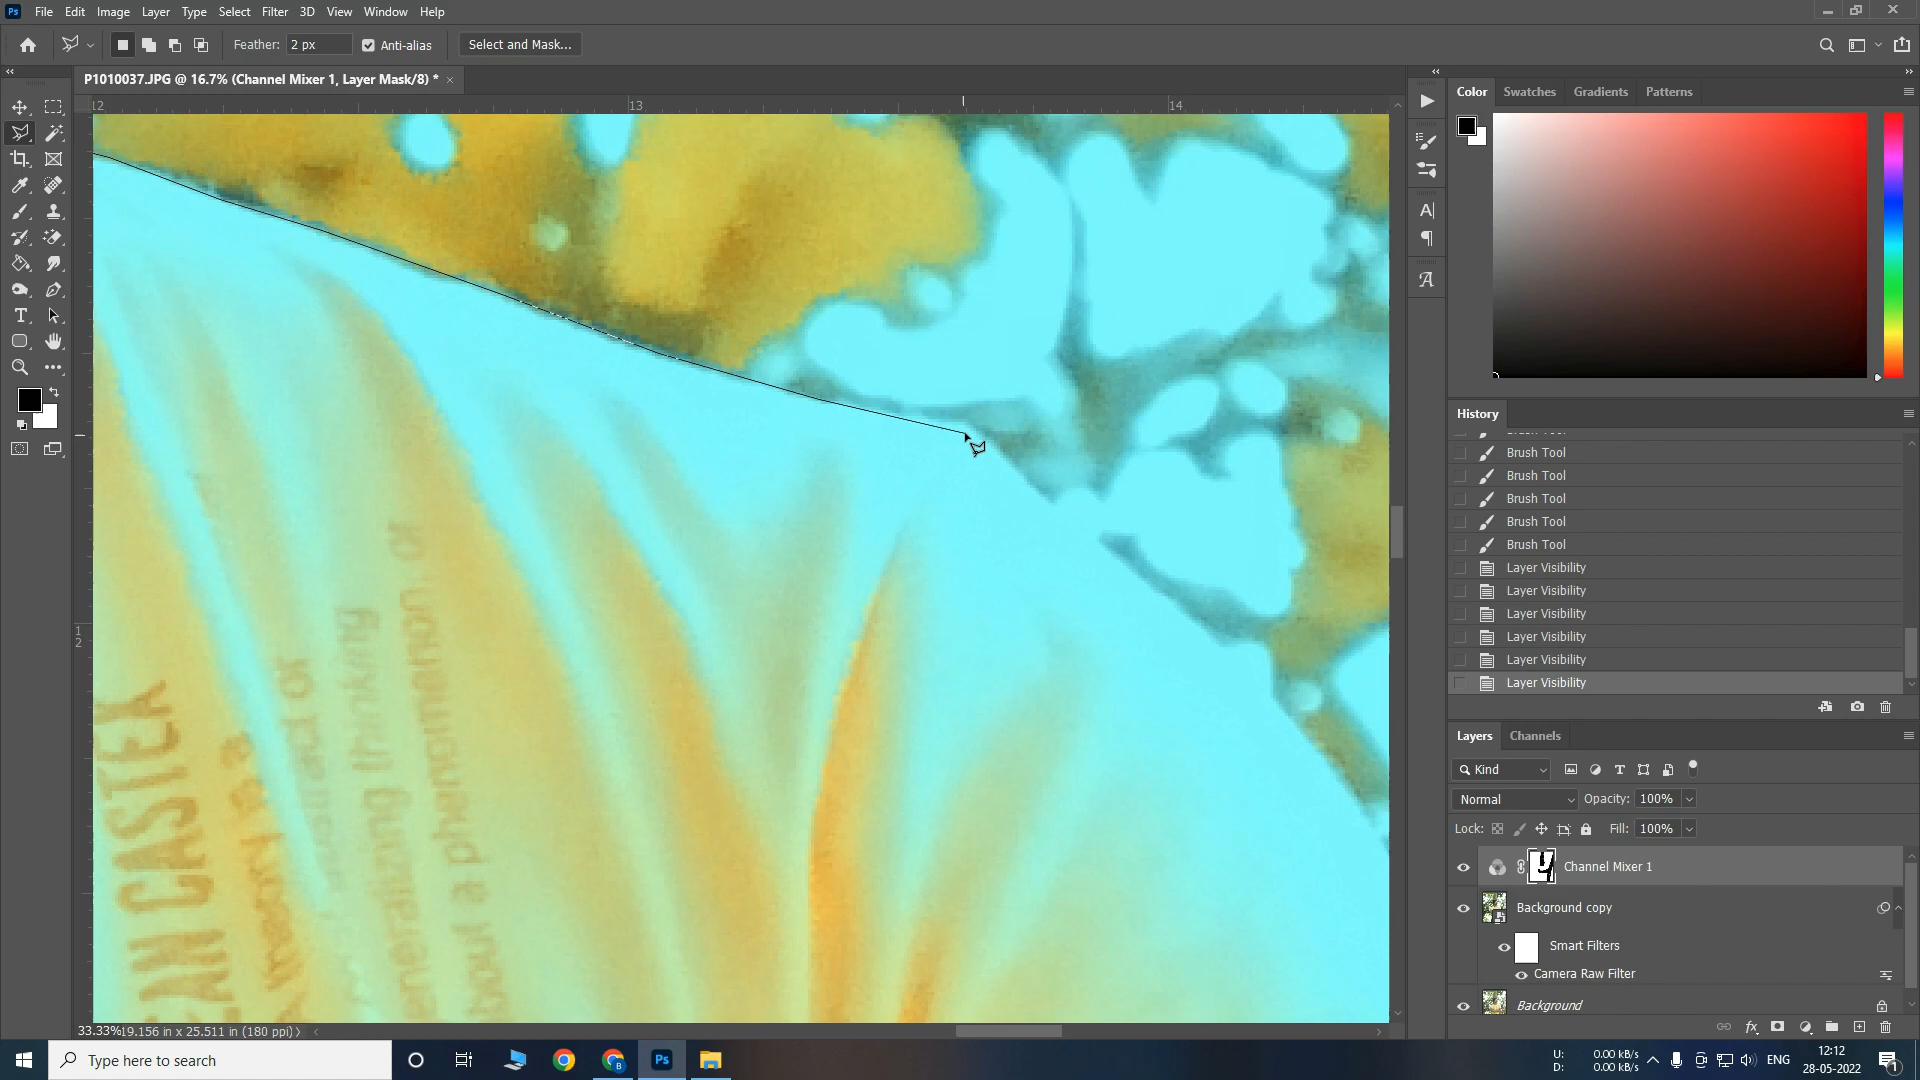 Ps File Edit Image Layer Type Select Filter 3D View Window Help
Feather: 2 px Anti-alias Select and Mask...
P1010037.JPG @ 16.7% (Channel Mixer 1, Layer Mask/8) *
12 13 14
Color Swatches Gradients Patterns
History
Brush Tool
Brush Tool
Brush Tool
Brush Tool
Brush Tool
Layer Visibility
Layer Visibility
Layer Visibility
Layer Visibility
Layer Visibility
Layer Visibility
Layers Channels
Kind
Normal Opacity: 100%
Lock: Fill: 100%
Channel Mixer 1
Background copy
Smart Filters
Camera Raw Filter
Background
33.33% 19.156 in x 25.511 in (180 ppi)
Type here to search
Ps
U: 0.00 kB/s
D: 0.00 kB/s
ENG
12:12
28-05-2022
1